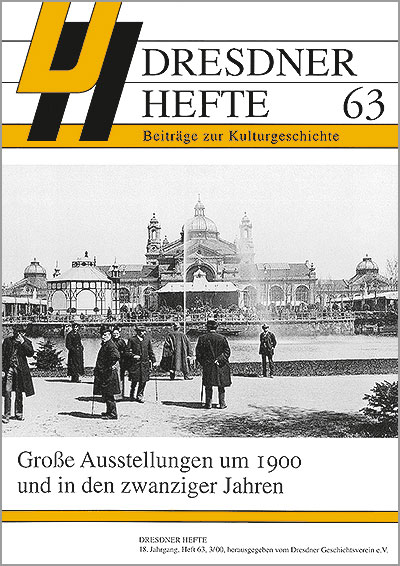 DRESDNER
HEFTE 63
Beiträge zur Kulturgeschichte
Große Ausstellungen um 1900
und in den zwanziger Jahren
DRESDNER HEFTE
18. Jahrgang, Heft 63, 3/00, herausgegeben vom Dresdner Geschichtsverein e.V.